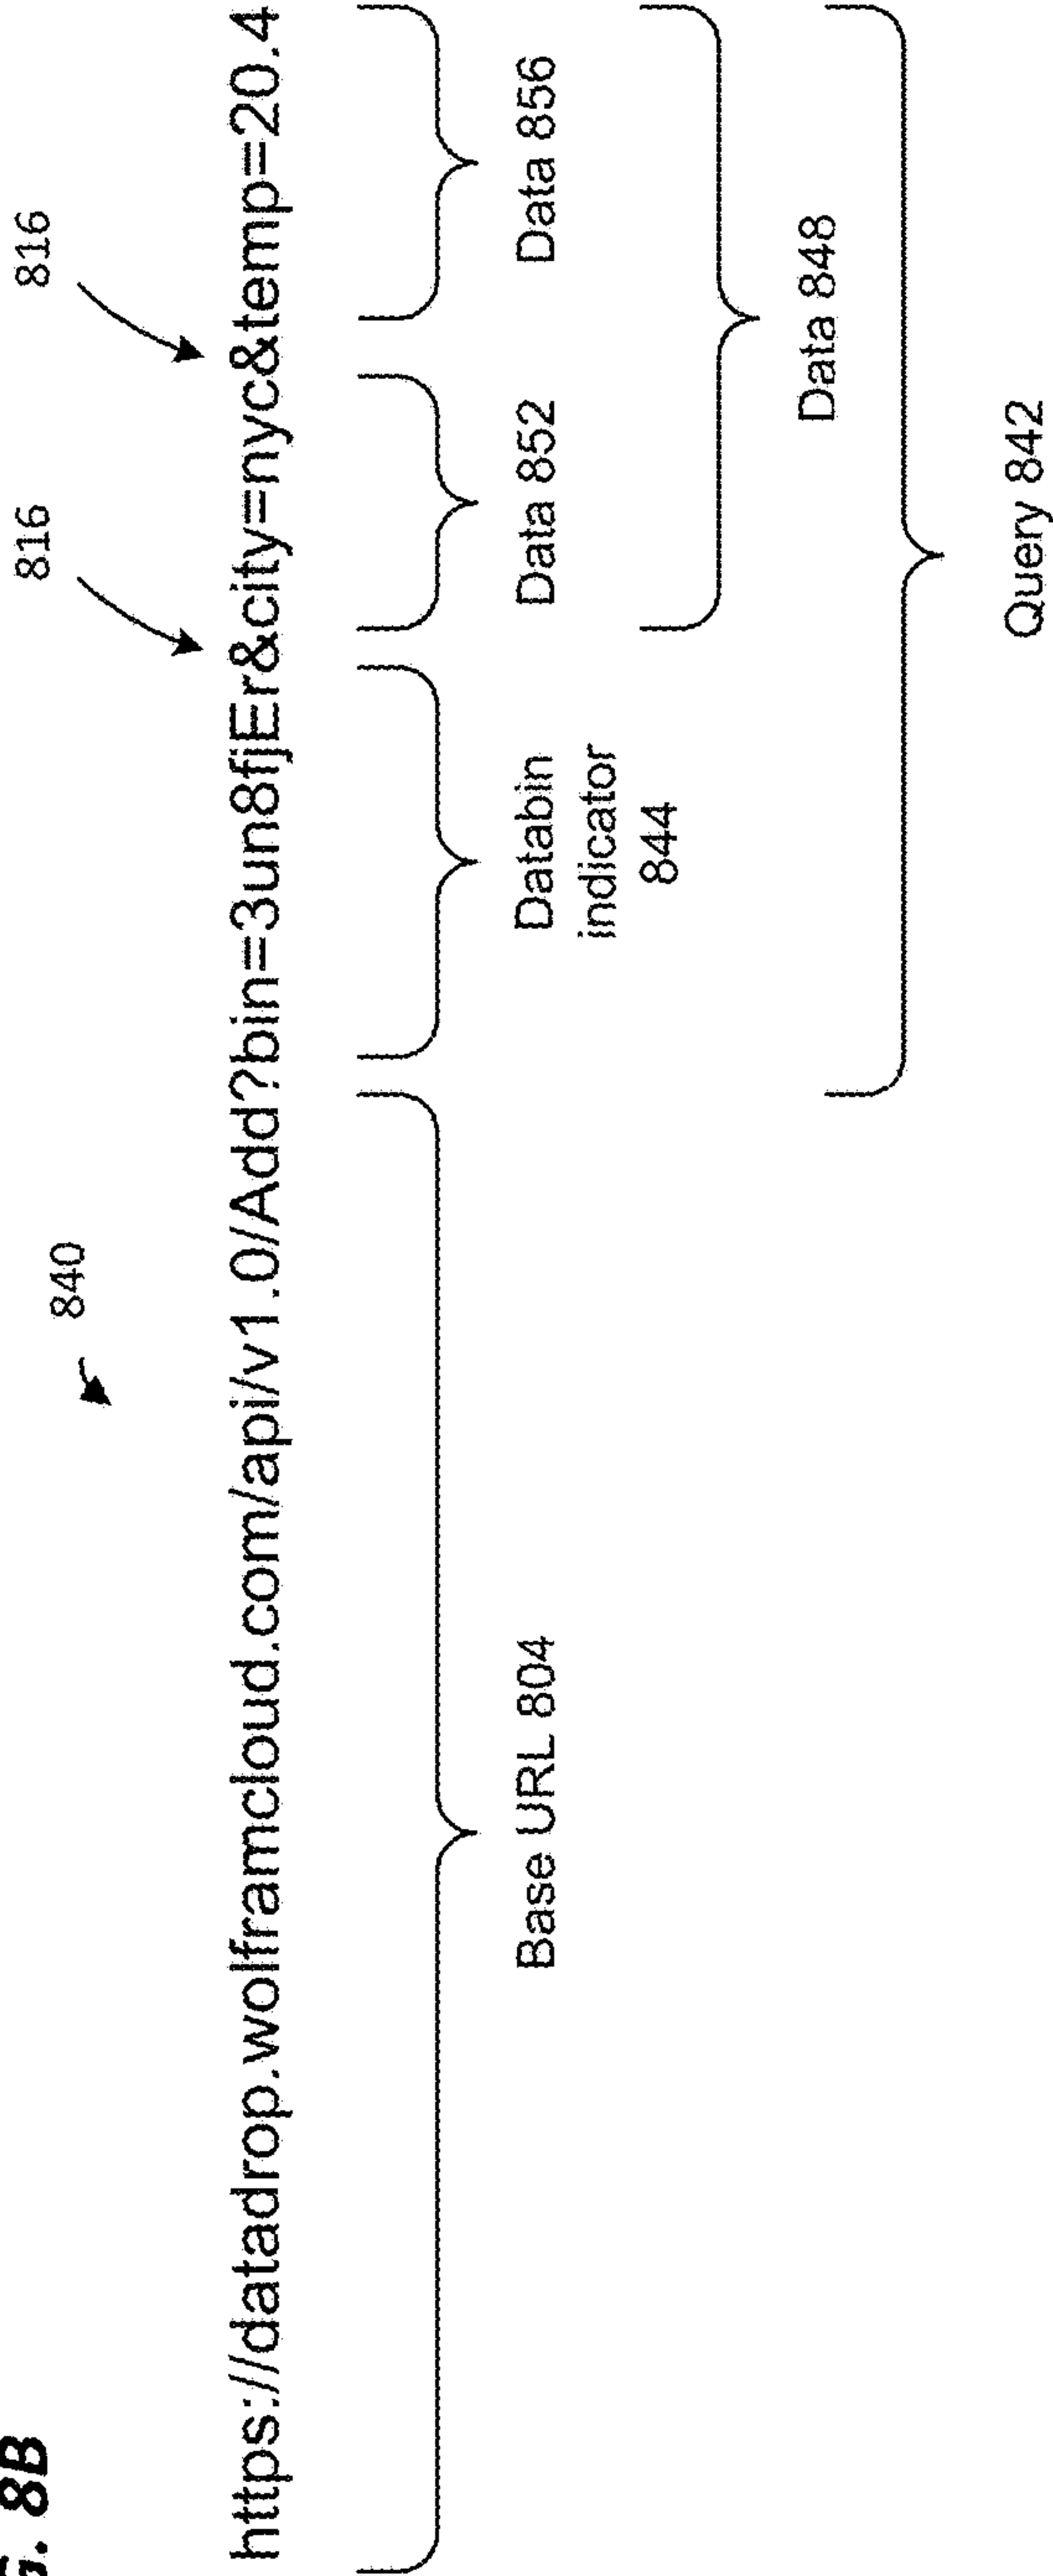 G. 8B
840
816
816
https://datadrop.wolframcloud.com/api/v1.0/Add?bin=3un8fjEr&city=nyc&temp=20.4
Base URL 804
Databin
indicator
844
Data 852
Data 856
Data 848
Query 842